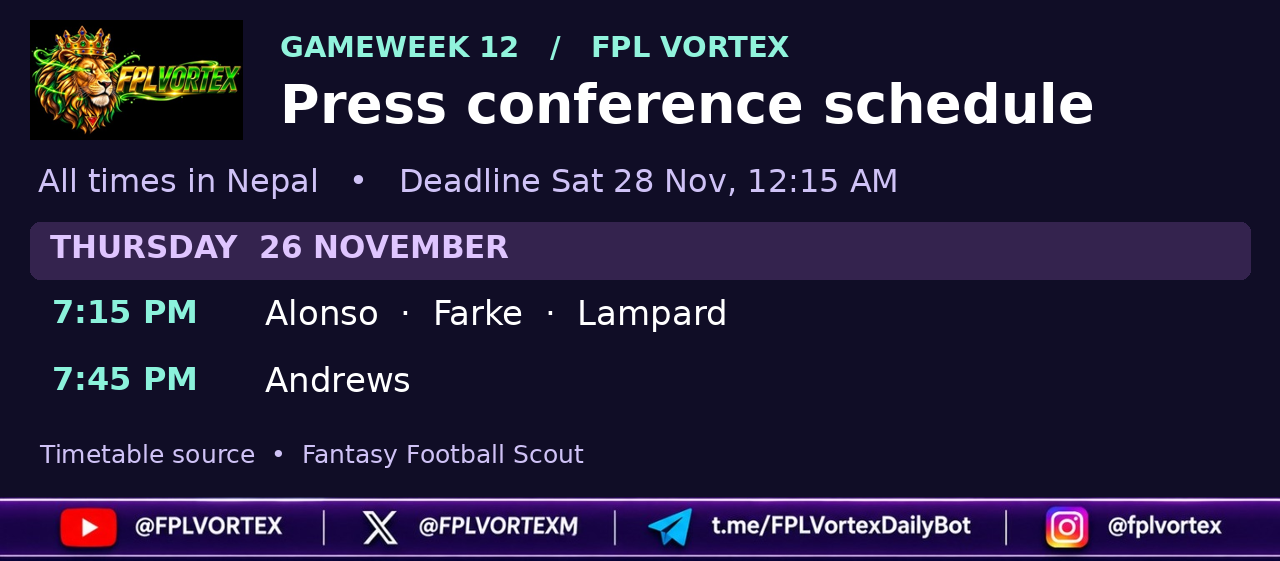 FPLVORTEX
GAMEWEEK 12 / FPL VORTEX
Press conference schedule
All times in Nepal • Deadline Sat 28 Nov, 12:15 AM
THURSDAY 26 NOVEMBER
7:15 PM Alonso · Farke · Lampard
7:45 PM Andrews
Timetable source • Fantasy Football Scout
@FPLVORTEX @FPLVORTEXM t.me/FPLVortexDailyBot @fplvortex